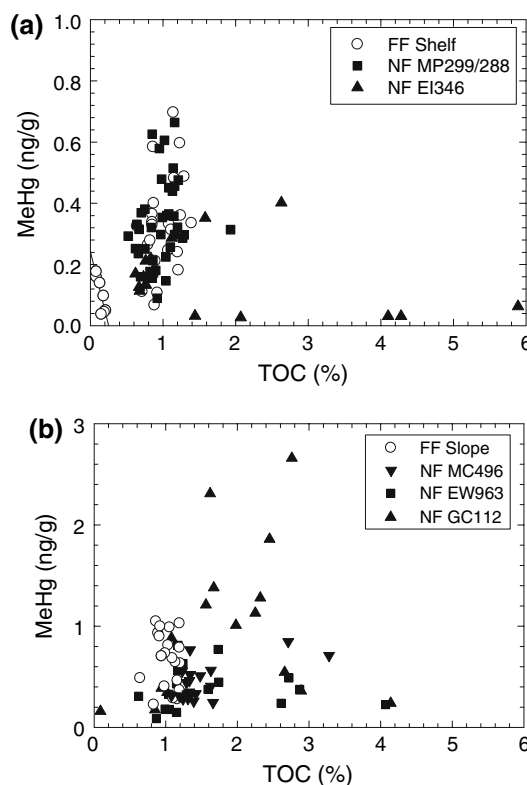 (a)
1.0
0.8
0.6
0.4
0.2
0.0
MeHg (ng/g)
FF Shelf
NF MP299/288
NF EI346
0 1 2 3 4 5 6
TOC (%)
(b)
3
2
1
0
MeHg (ng/g)
FF Slope
NF MC496
NF EW963
NF GC112
0 1 2 3 4 5 6
TOC (%)